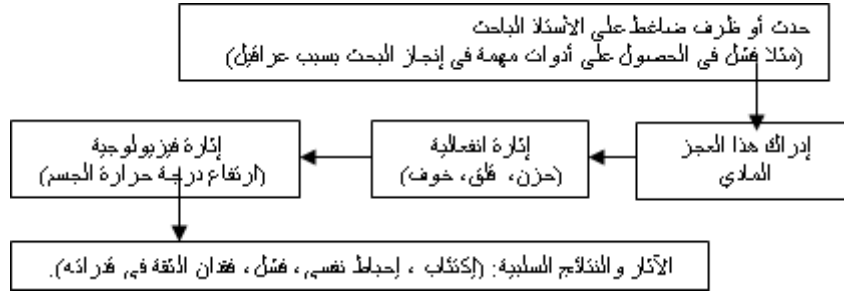 حدث أو ظرف ضاغط على الأستاذ الباحث
(مثلا فشل في الحصول على أدوات مهمة في إنجاز البحث بسبب عراقيل)
إدراك هذا العجز
المادي
إثارة انفعالية
(حزن، قلق، خوف)
إثارة فيزيولوجية
(ارتفاع درجة حرارة الجسم)
الآثار والنتائج السلبية: (إكتئاب ، إحباط نفسي، فشل ، فقدان الثقة في قدراته).